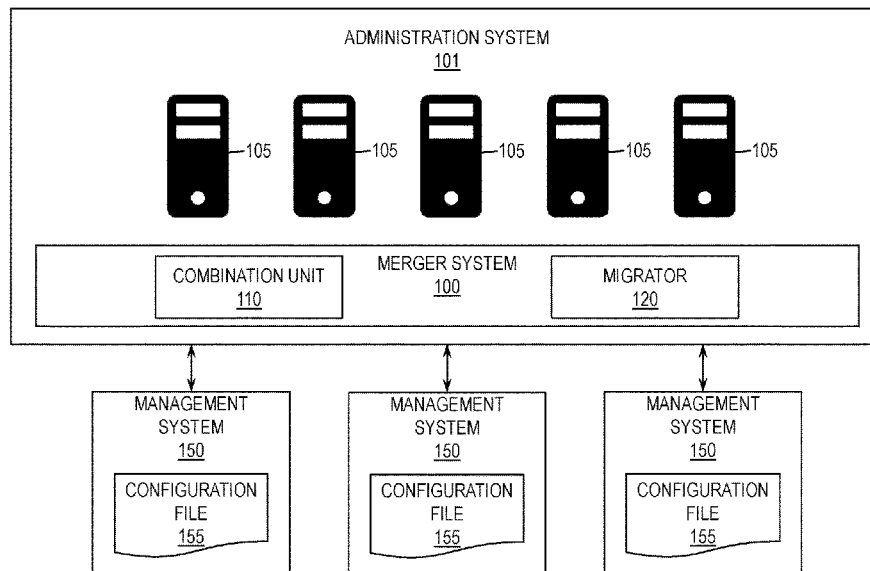 ADMINISTRATION SYSTEM
101
105
105
105
105
105
COMBINATION UNIT
110
MERGER SYSTEM
100
MIGRATOR
120
MANAGEMENT
SYSTEM
150
CONFIGURATION
FILE
155
MANAGEMENT
SYSTEM
150
CONFIGURATION
FILE
155
MANAGEMENT
SYSTEM
150
CONFIGURATION
FILE
155